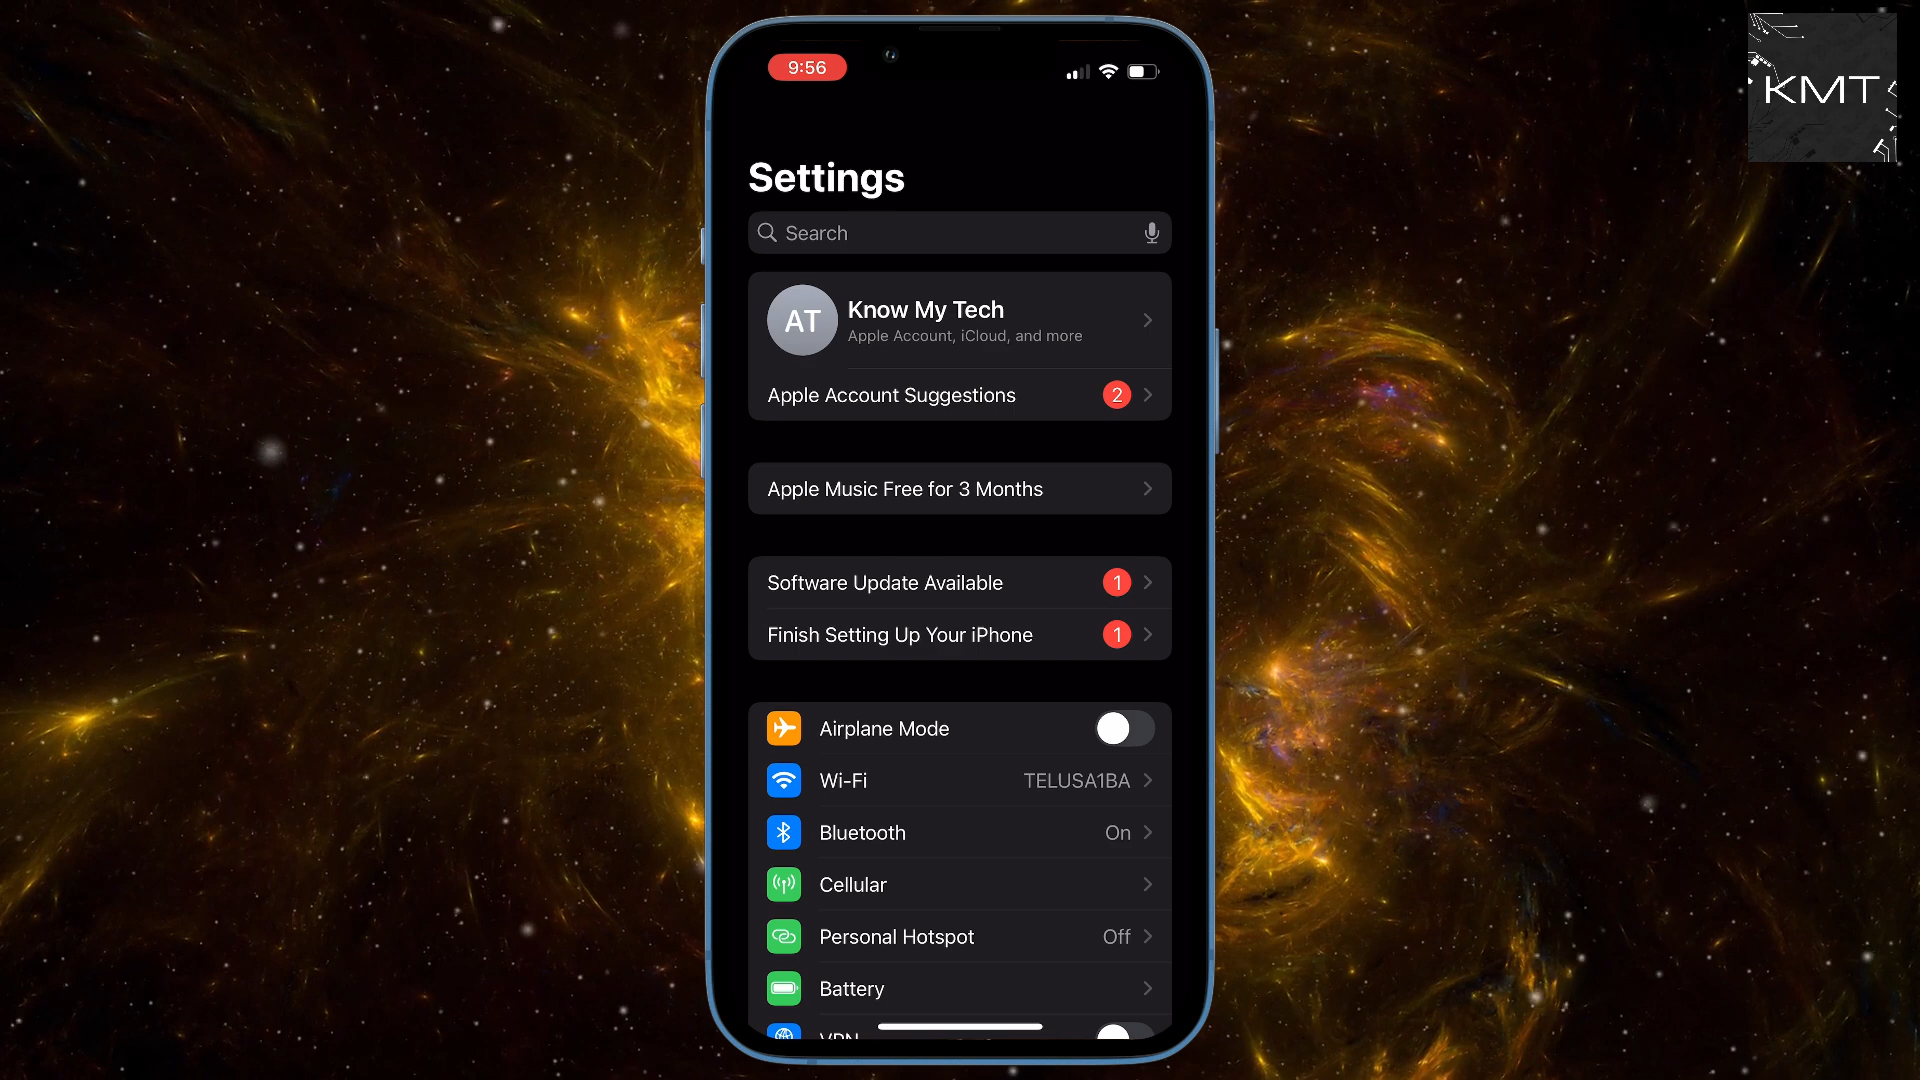 9:56
KMT
Settings
Search
AT
Know My Tech
Apple Account, iCloud, and more
Apple Account Suggestions 2
Apple Music Free for 3 Months
Software Update Available 1
Finish Setting Up Your iPhone 1
Airplane Mode
Wi-Fi TELUSA1BA
Bluetooth On
Cellular
Personal Hotspot Off
Battery
VPN